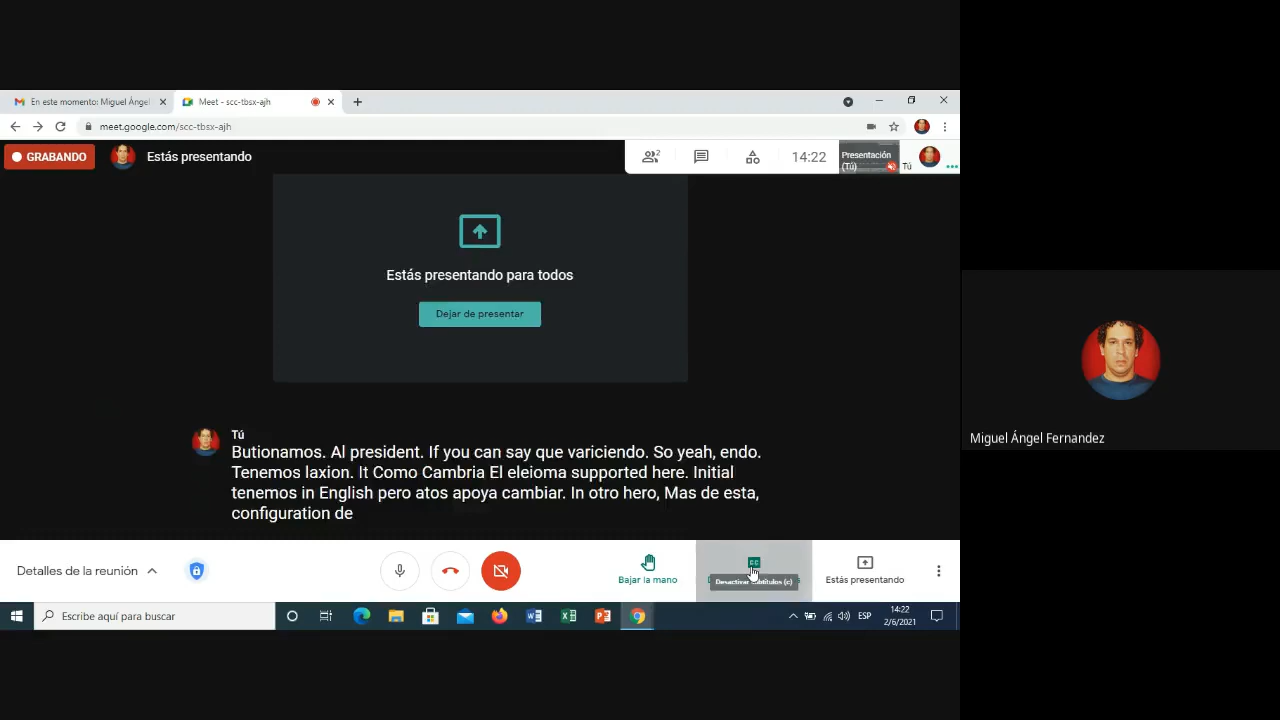 En este momento: Miguel Ángel
Meet - scc-tbsx-ajh
meet.google.com/scc-tbsx-ajh
GRABANDO
Estás presentando
2
14:22
Presentación
(Tú)
Tú
Estás presentando para todos
Dejar de presentar
Tú
Butionamos. Al president. If you can say que variciendo. So yeah, endo.
Tenemos laxion. It Como Cambria El eleioma supported here. Initial
tenemos in English pero atos apoya cambiar. In otro hero, Mas de esta,
configuration de
Miguel Ángel Fernandez
Detalles de la reunión
Bajar la mano
Desactivar subtítulos (c)
Estás presentando
Escribe aquí para buscar
ESP
14:22
2/6/2021